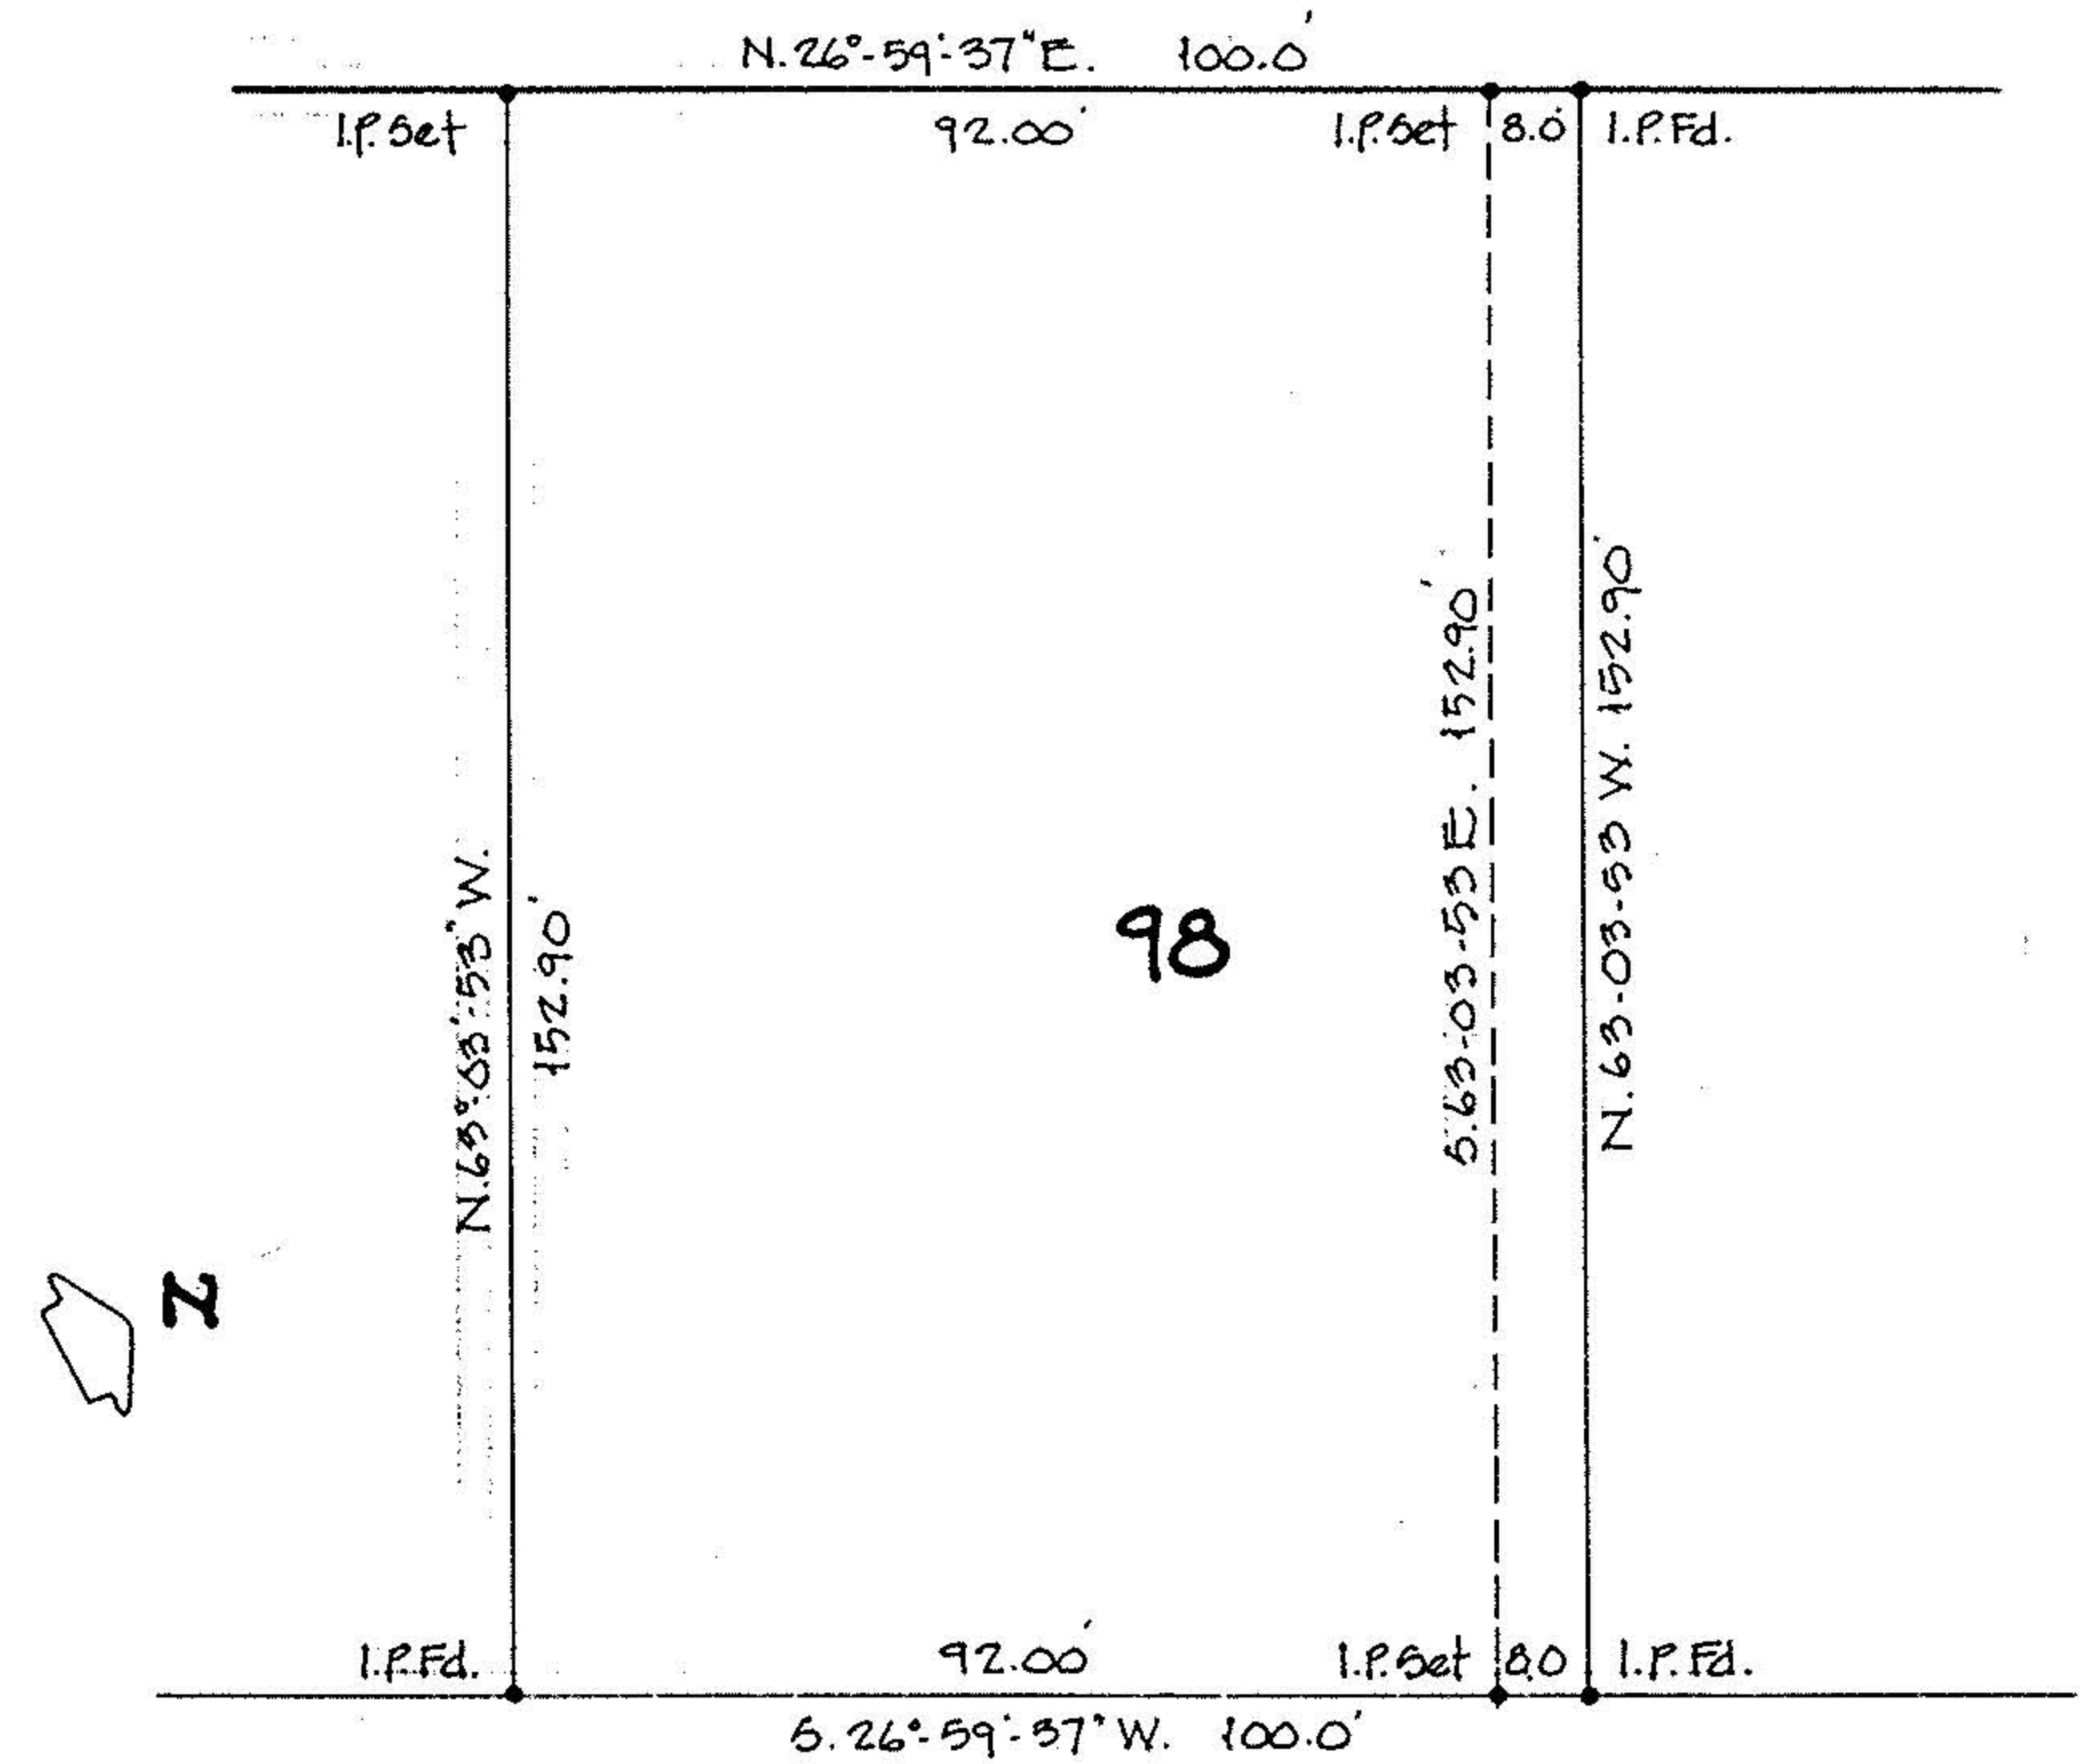 N. 26°-59'-37" E. 100.0'
I.P. Set 92.00' I.P. Set 8.0' I.P. Fd.
N. 63°-03'-53" W.
152.90'
98
S. 63-03-53 E. 152.90'
N. 63-03-53 W. 152.90'
N
I.P. Fd. 92.00' I.P. Set 8.0 I.P. Fd.
S. 26°-59'-37" W. 100.0'